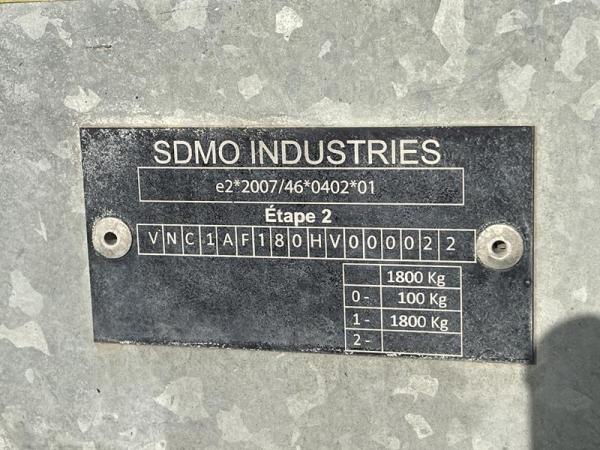 SDMO INDUSTRIES
e2*2007/46*0402*01
Étape 2
VNC1AF180HV000022
1800 Kg
0- 100 Kg
1- 1800 Kg
2-